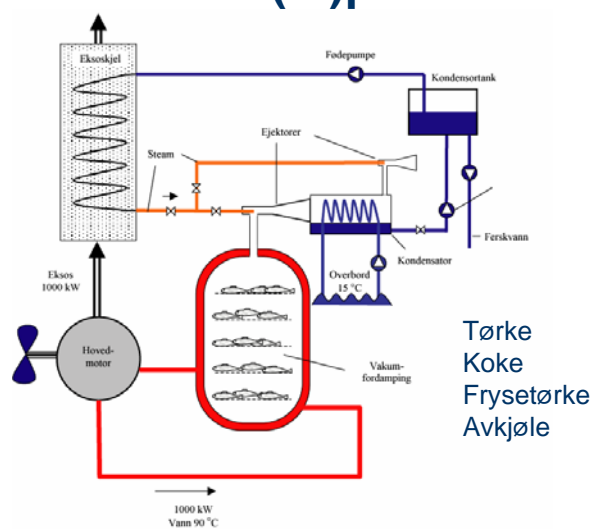 Eksoskjel
Fødepumpe
Kondensortank
Ejektorer
Steam
Ferskvann
Kondensator
Overbord
15 °C
Eksos
1000 kW
Hoved-
motor
Vakum-
fordamping
Tørke
Koke
Frysetørke
Avkjøle
1000 kW
Vann 90 °C